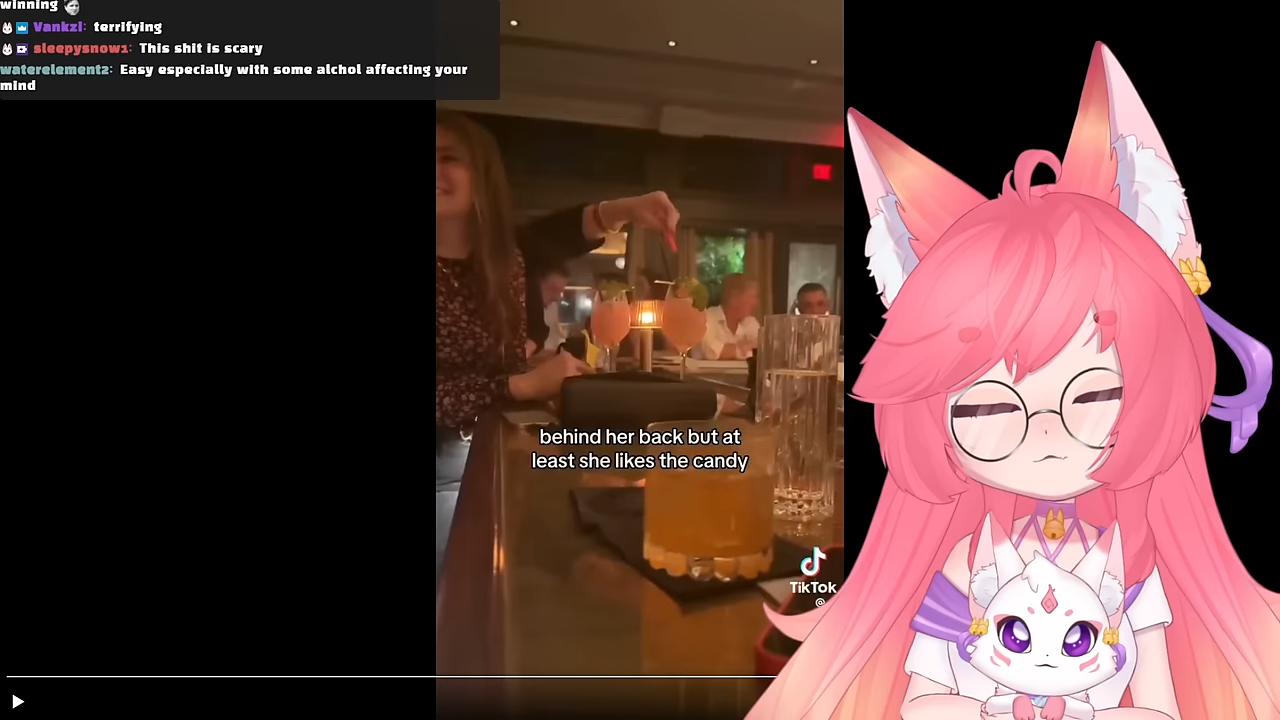 winning
Vankzl: terrifying
sleepysnow1: This shit is scary
waterelement2: Easy especially with some alchol affecting your
mind
behind her back but at
least she likes the candy
TikTok
@